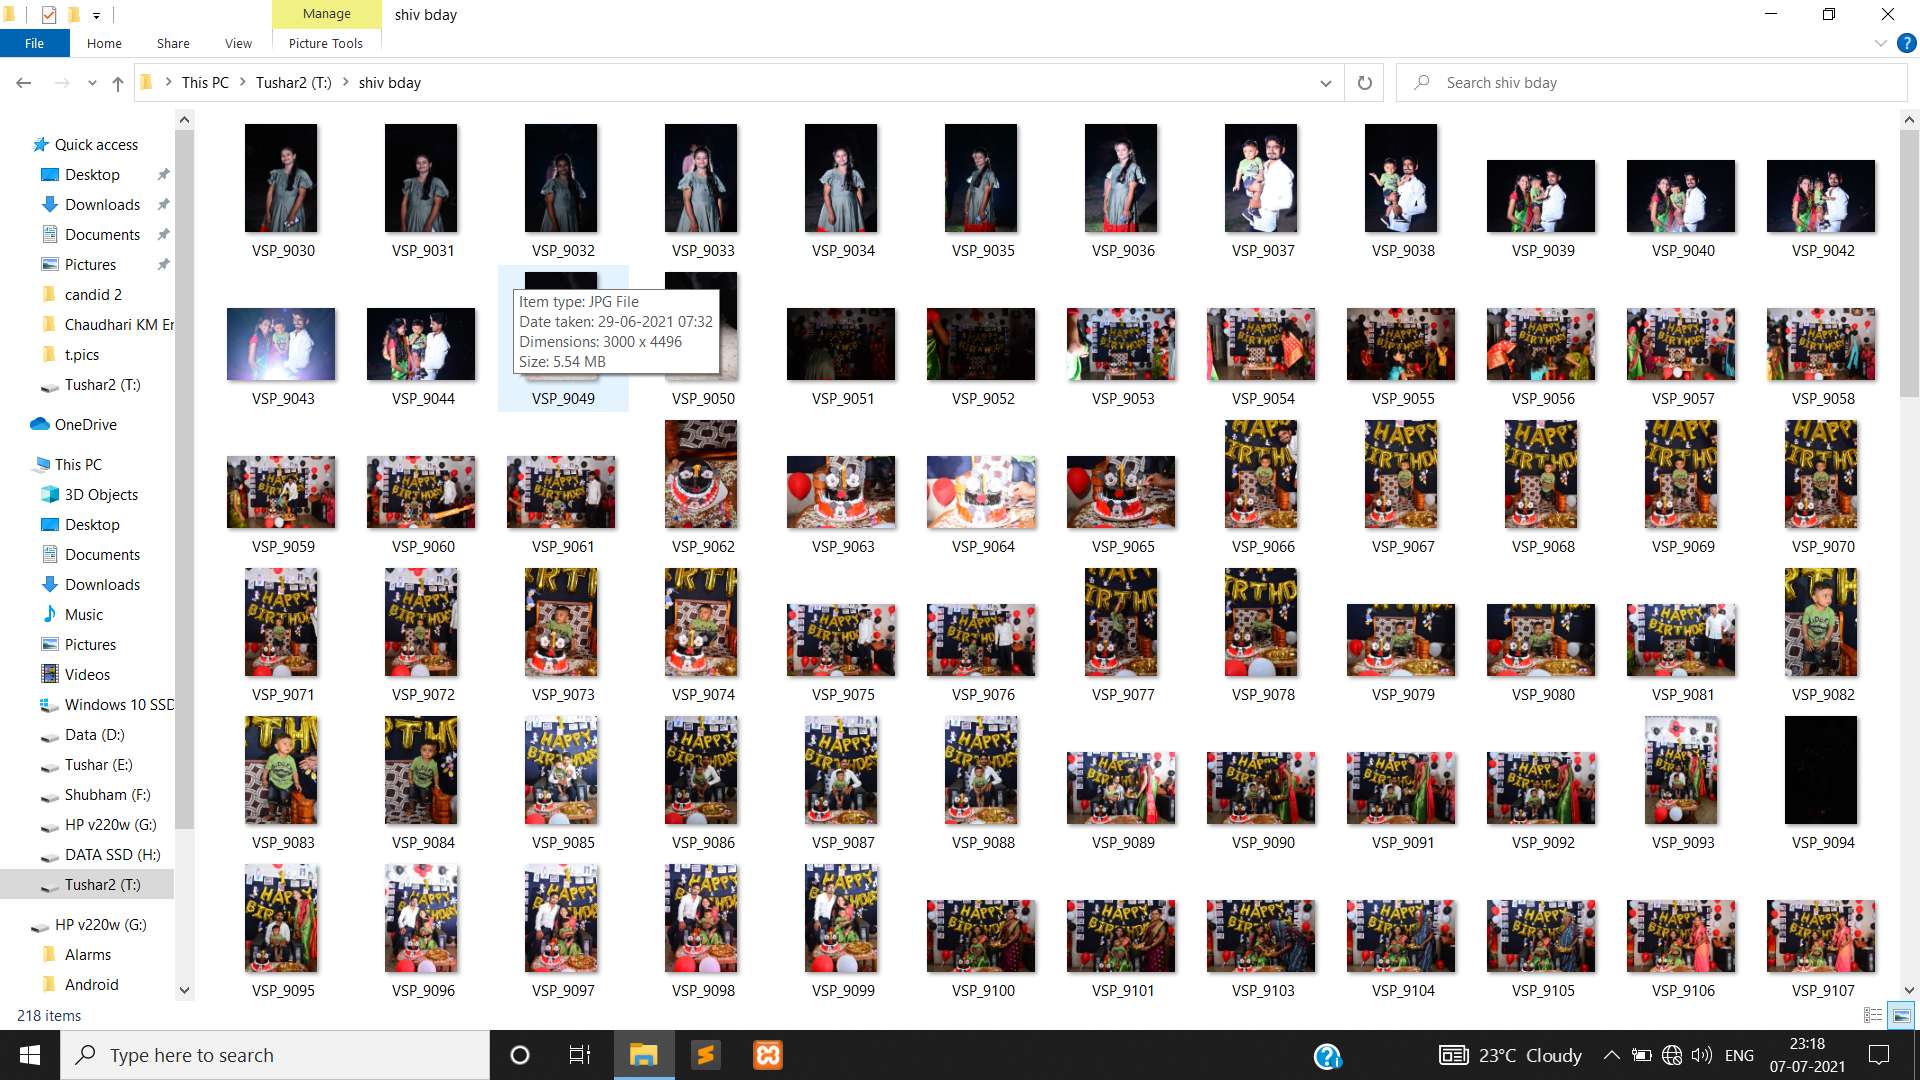 Manage
shiv bday
File
Home
Share
View
Picture Tools
This PC
Tushar2 (T:)
shiv bday
Search shiv bday
Quick access
Desktop
Downloads
Documents
Pictures
candid 2
Chaudhari KM Er
t.pics
Tushar2 (T:)
OneDrive
This PC
3D Objects
Desktop
Documents
Downloads
Music
Pictures
Videos
Windows 10 SSD
Data (D:)
Tushar (E:)
Shubham (F:)
HP v220w (G:)
DATA SSD (H:)
Tushar2 (T:)
HP v220w (G:)
Alarms
Android
VSP_9030 VSP_9031 VSP_9032 VSP_9033 VSP_9034 VSP_9035 VSP_9036 VSP_9037 VSP_9038 VSP_9039 VSP_9040 VSP_9042
Item type: JPG File
Date taken: 29-06-2021 07:32
Dimensions: 3000 x 4496
Size: 5.54 MB
VSP_9043 VSP_9044 VSP_9049 VSP_9050 VSP_9051 VSP_9052 VSP_9053 VSP_9054 VSP_9055 VSP_9056 VSP_9057 VSP_9058
VSP_9059 VSP_9060 VSP_9061 VSP_9062 VSP_9063 VSP_9064 VSP_9065 VSP_9066 VSP_9067 VSP_9068 VSP_9069 VSP_9070
VSP_9071 VSP_9072 VSP_9073 VSP_9074 VSP_9075 VSP_9076 VSP_9077 VSP_9078 VSP_9079 VSP_9080 VSP_9081 VSP_9082
VSP_9083 VSP_9084 VSP_9085 VSP_9086 VSP_9087 VSP_9088 VSP_9089 VSP_9090 VSP_9091 VSP_9092 VSP_9093 VSP_9094
VSP_9095 VSP_9096 VSP_9097 VSP_9098 VSP_9099 VSP_9100 VSP_9101 VSP_9103 VSP_9104 VSP_9105 VSP_9106 VSP_9107
218 items
Type here to search
23°C Cloudy
ENG
23:18
07-07-2021